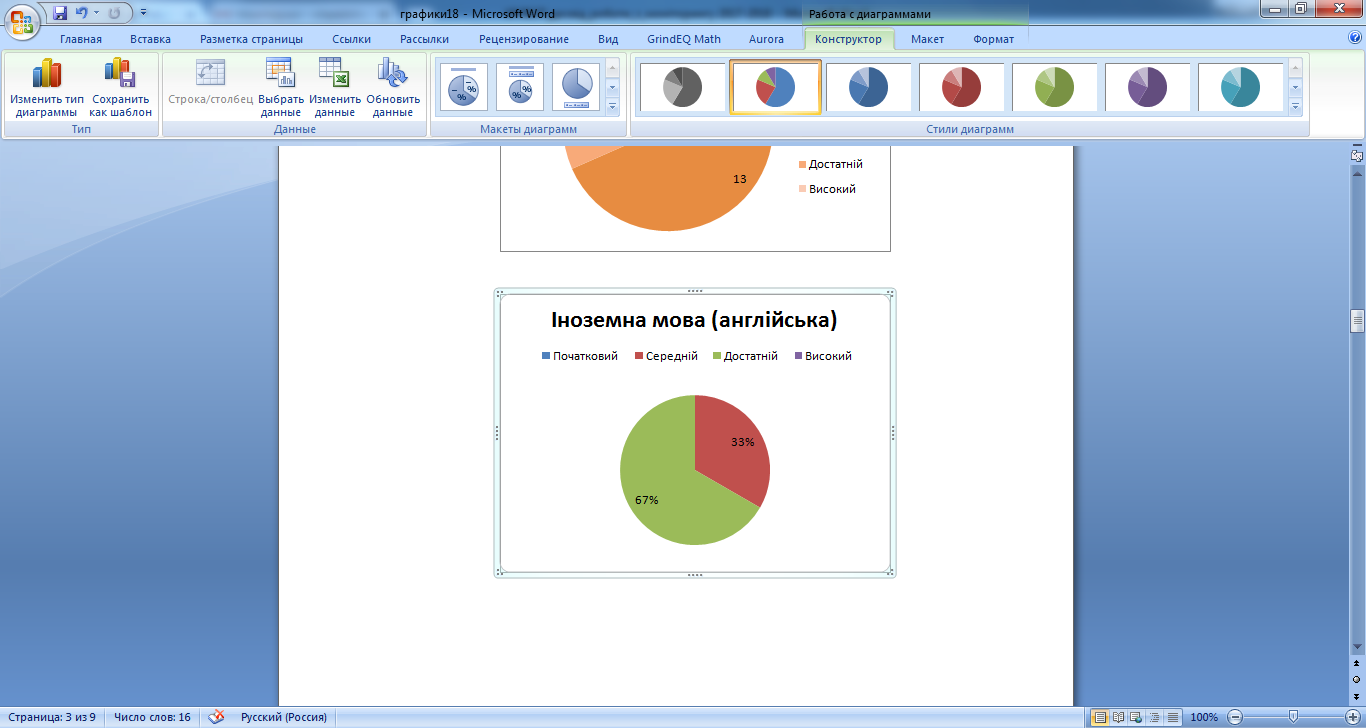 графики18 - Microsoft Word
Работа с диаграммами
Главная Вставка Разметка страницы Ссылки Рассылки Рецензирование Вид GrindEQ Math Aurora Конструктор Макет Формат
Изменить тип диаграммы
Сохранить как шаблон
Строка/столбец
Выбрать данные
Изменить данные
Обновить данные
Тип Данные Макеты диаграмм Стили диаграмм
Достатній
13
Високий
Іноземна мова (англійська)
Початковий Середній Достатній Високий
33%
67%
Страница: 3 из 9 Число слов: 16 Русский (Россия) 100%